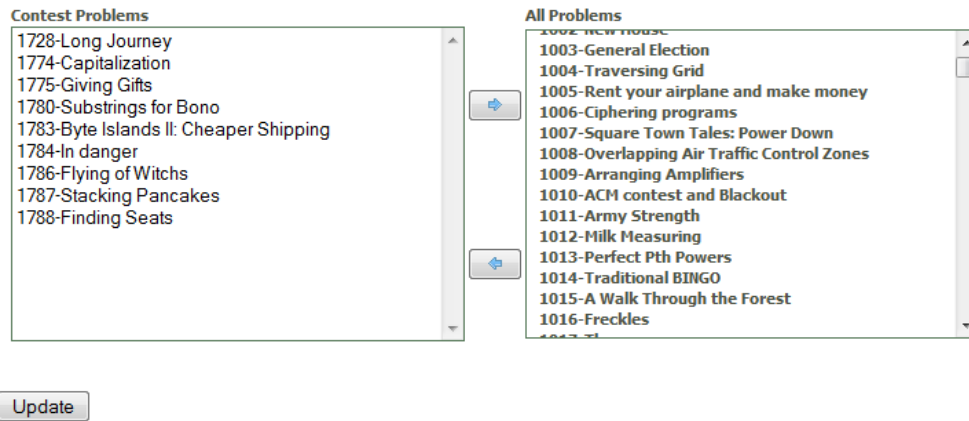 Contest Problems
1728-Long Journey
1774-Capitalization
1775-Giving Gifts
1780-Substrings for Bono
1783-Byte Islands II: Cheaper Shipping
1784-In danger
1786-Flying of Witchs
1787-Stacking Pancakes
1788-Finding Seats
All Problems
1002-New House
1003-General Election
1004-Traversing Grid
1005-Rent your airplane and make money
1006-Ciphering programs
1007-Square Town Tales: Power Down
1008-Overlapping Air Traffic Control Zones
1009-Arranging Amplifiers
1010-ACM contest and Blackout
1011-Army Strength
1012-Milk Measuring
1013-Perfect Pth Powers
1014-Traditional BINGO
1015-A Walk Through the Forest
1016-Freckles
Update